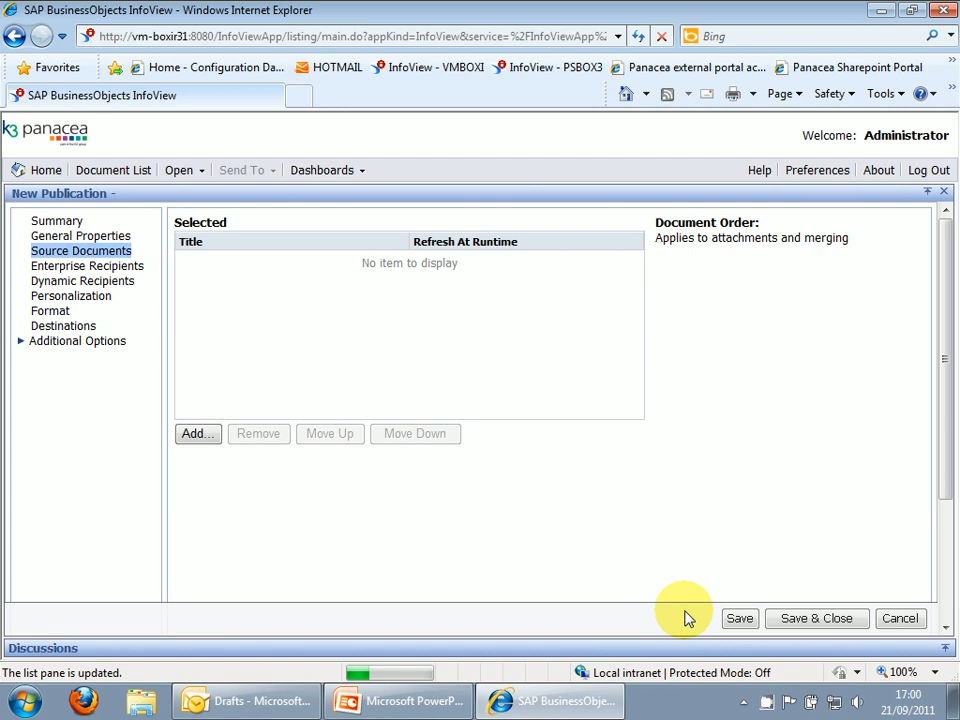 SAP BusinessObjects InfoView - Windows Internet Explorer
http://vm-boxir31:8080/InfoViewApp/listing/main.do?appKind=InfoView&service=%2FInfoViewApp%2
Bing
Favorites
Home - Configuration Da...
HOTMAIL
InfoView - VMBOXI
InfoView - PSBOX3
Panacea external portal ac...
Panacea Sharepoint Portal
SAP BusinessObjects InfoView
Page
Safety
Tools
k3 panacea
Welcome: Administrator
Home
Document List
Open
Send To
Dashboards
Help
Preferences
About
Log Out
New Publication -
Summary
General Properties
Source Documents
Enterprise Recipients
Dynamic Recipients
Personalization
Format
Destinations
Additional Options
Selected
Title
Refresh At Runtime
No item to display
Add...
Remove
Move Up
Move Down
Document Order:
Applies to attachments and merging
Save
Save & Close
Cancel
Discussions
The list pane is updated.
Local intranet | Protected Mode: Off
100%
Drafts - Microsoft...
Microsoft PowerP...
SAP BusinessObje...
17:00
21/09/2011